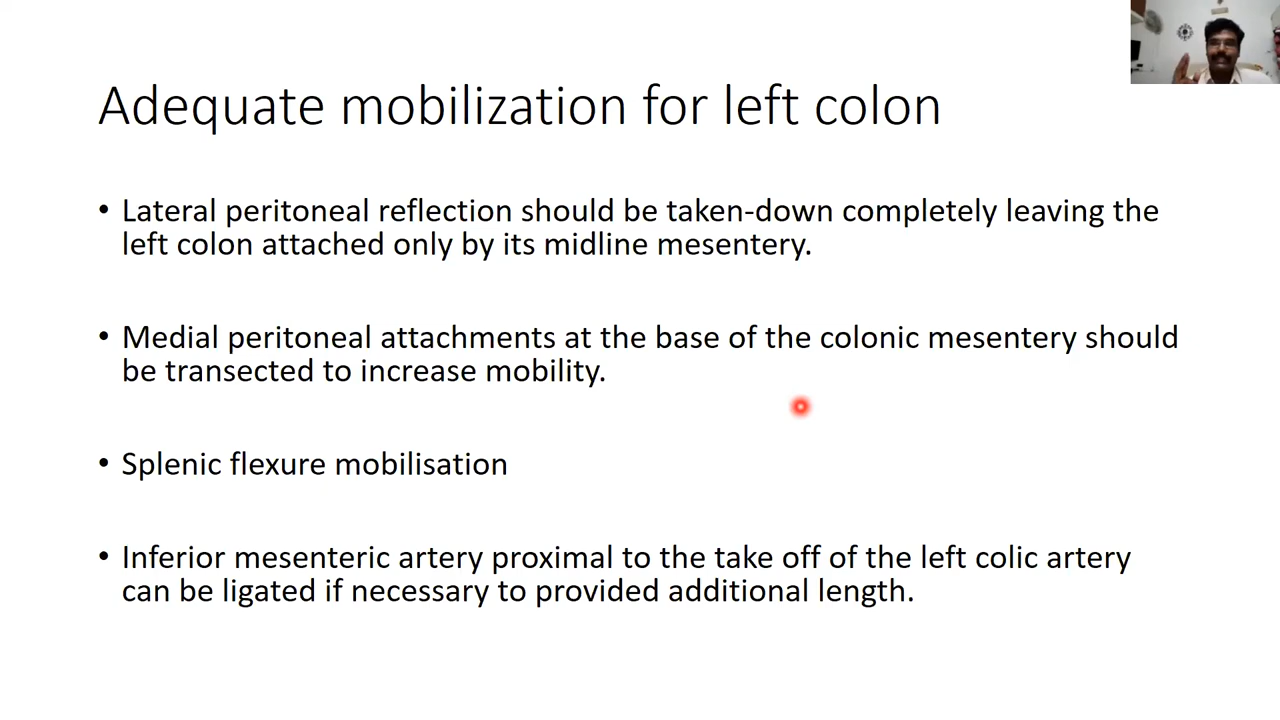 Adequate mobilization for left colon
• Lateral peritoneal reflection should be taken-down completely leaving the
left colon attached only by its midline mesentery.
• Medial peritoneal attachments at the base of the colonic mesentery should
be transected to increase mobility.
• Splenic flexure mobilisation
• Inferior mesenteric artery proximal to the take off of the left colic artery
can be ligated if necessary to provided additional length.